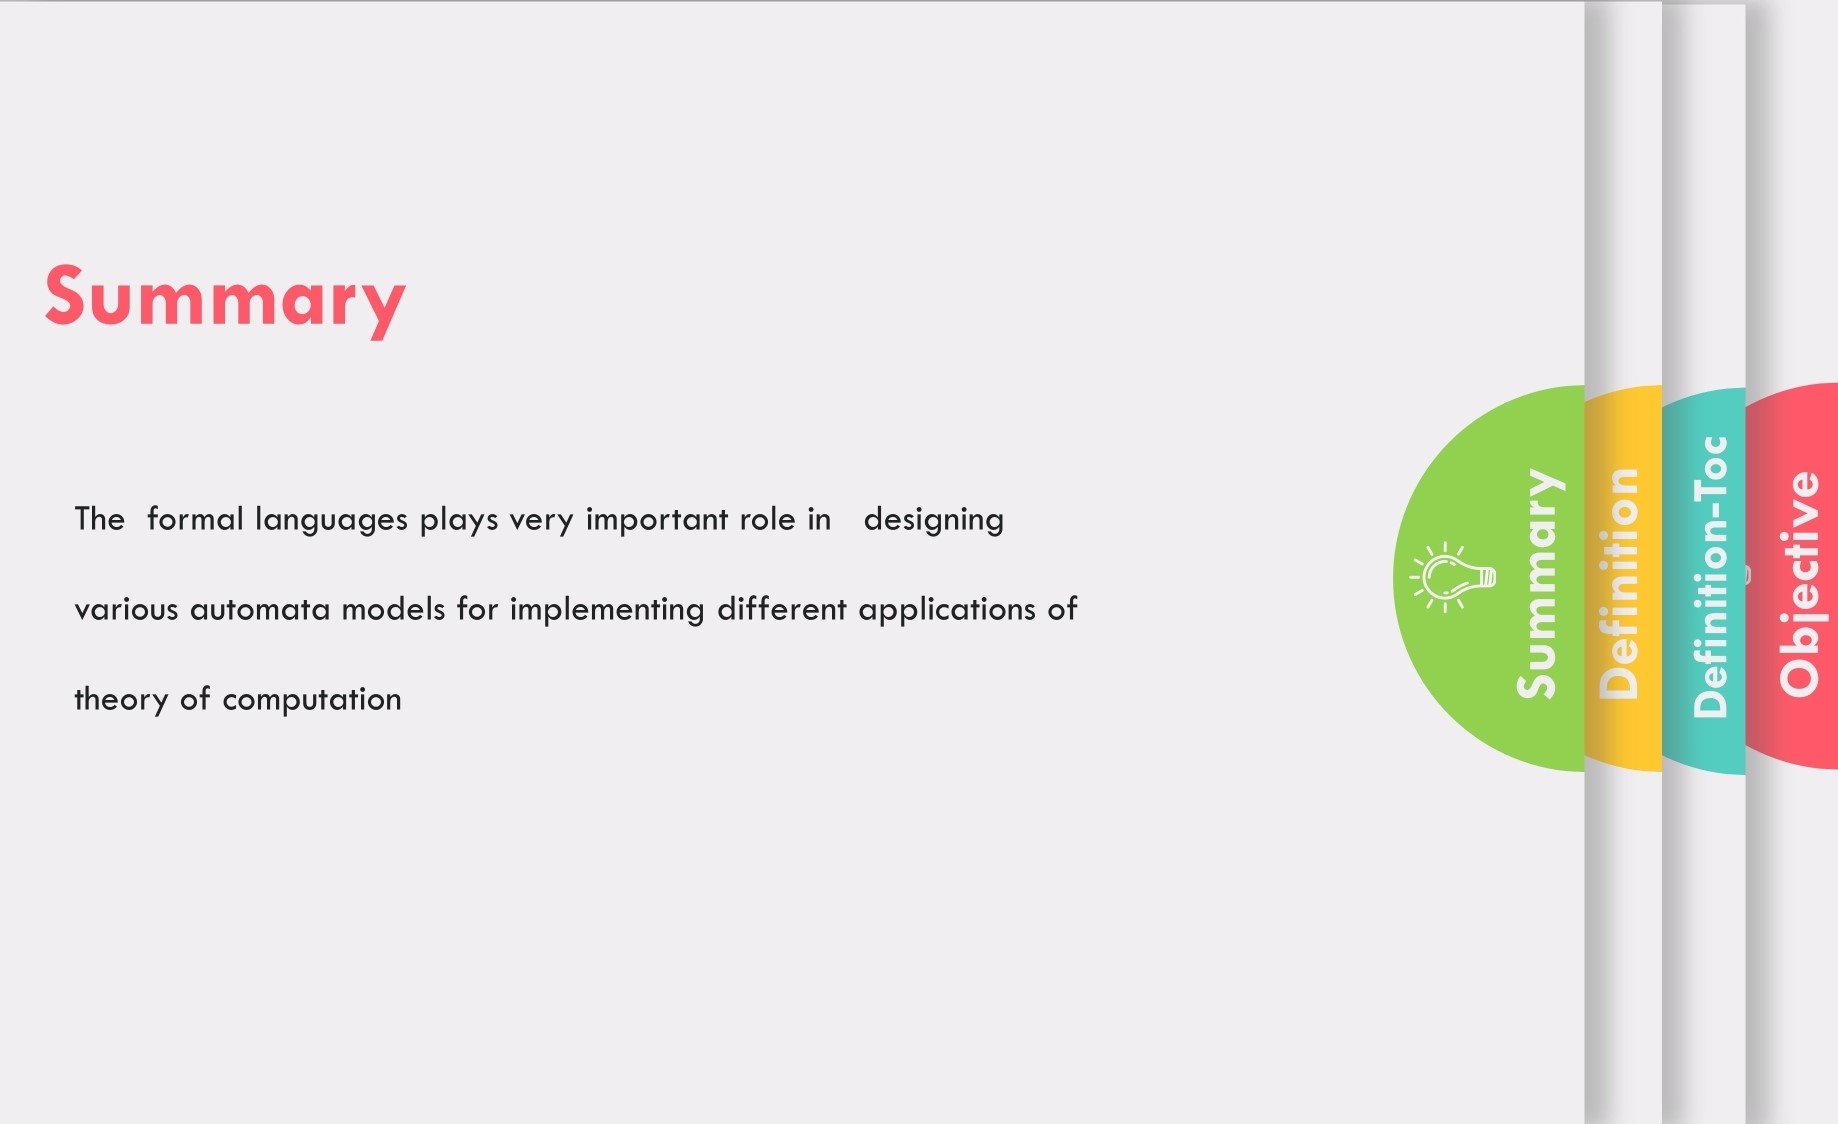 Summary
The formal languages plays very important role in designing
various automata models for implementing different applications of
theory of computation
Summary
Definition
Definition-Toc
Objective